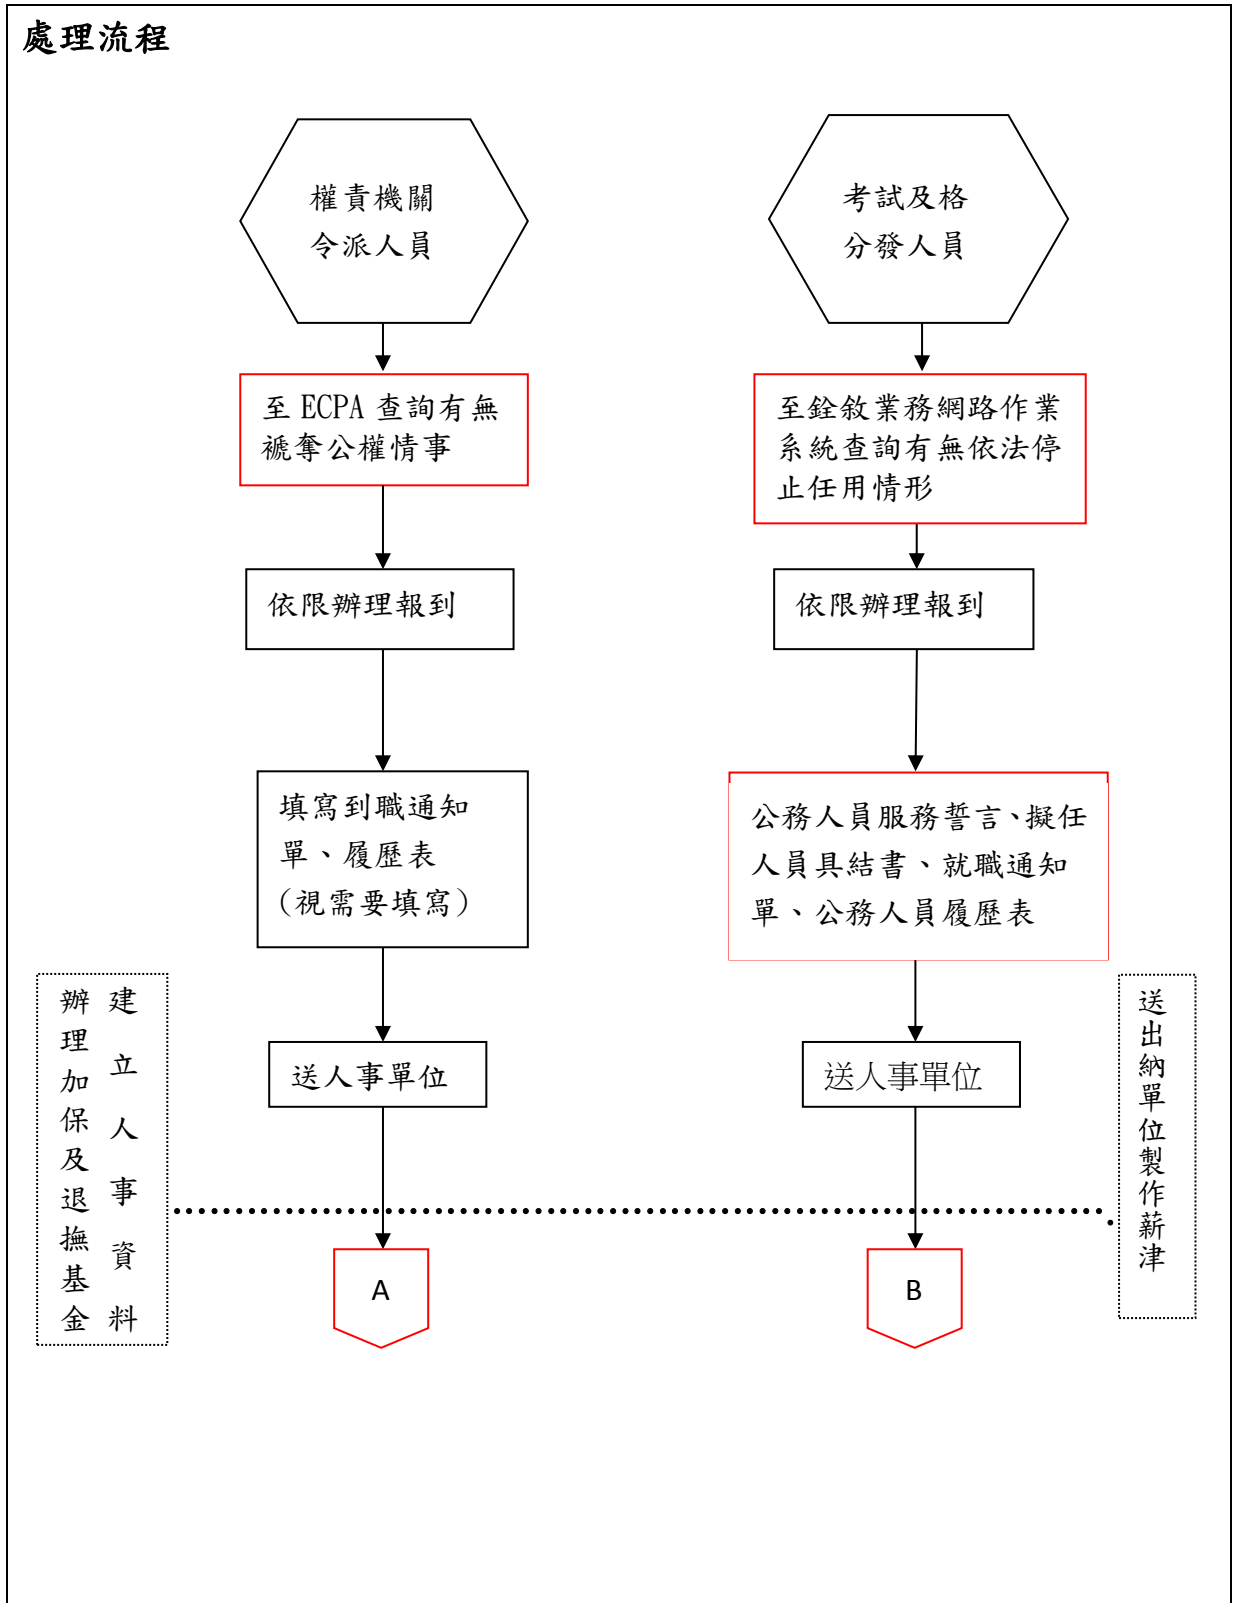 處理流程
權責機關
令派人員
至 ECPA 查詢有無
褫奪公權情事
依限辦理報到
填寫到職通知
單、履歷表
(視需要填寫)
送人事單位
A
考試及格
分發人員
至銓敘業務網路作業
系統查詢有無依法停
止任用情形
依限辦理報到
公務人員服務誓言、擬任
人員具結書、就職通知
單、公務人員履歷表
送人事單位
B
建立人事資料
辦理加保及退撫基金
送出納單位製作薪津